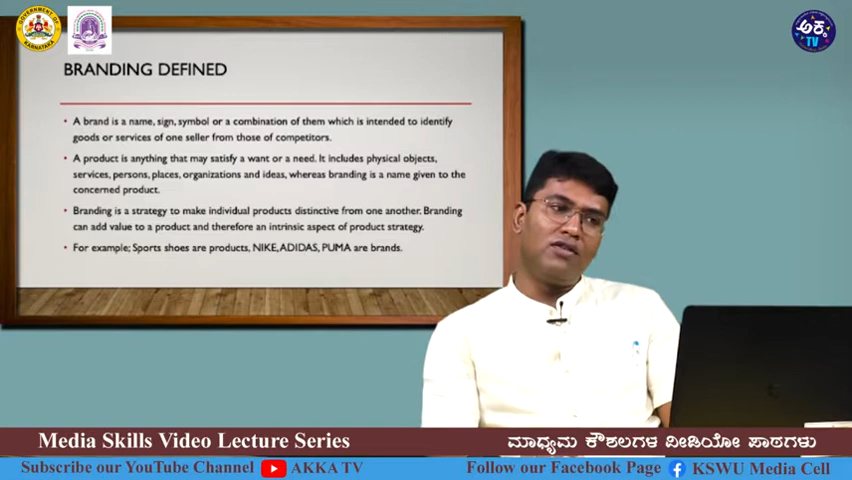 GOVERNMENT OF
KARNATAKA
ಅಕ್ಕ
TV
BRANDING DEFINED
• A brand is a name, sign, symbol or a combination of them which is intended to identify
goods or services of one seller from those of competitors.
• A product is anything that may satisfy a want or a need. It includes physical objects,
services, persons, places, organizations and ideas, whereas branding is a name given to the
concerned product.
• Branding is a strategy to make individual products distinctive from one another. Branding
can add value to a product and therefore an intrinsic aspect of product strategy.
• For example; Sports shoes are products, NIKE, ADIDAS, PUMA are brands.
Media Skills Video Lecture Series
ಮಾಧ್ಯಮ ಕೌಶಲಗಳ ವೀಡಿಯೋ ಪಾಠಗಳು
Subscribe our YouTube Channel AKKA TV
Follow our Facebook Page KSWU Media Cell